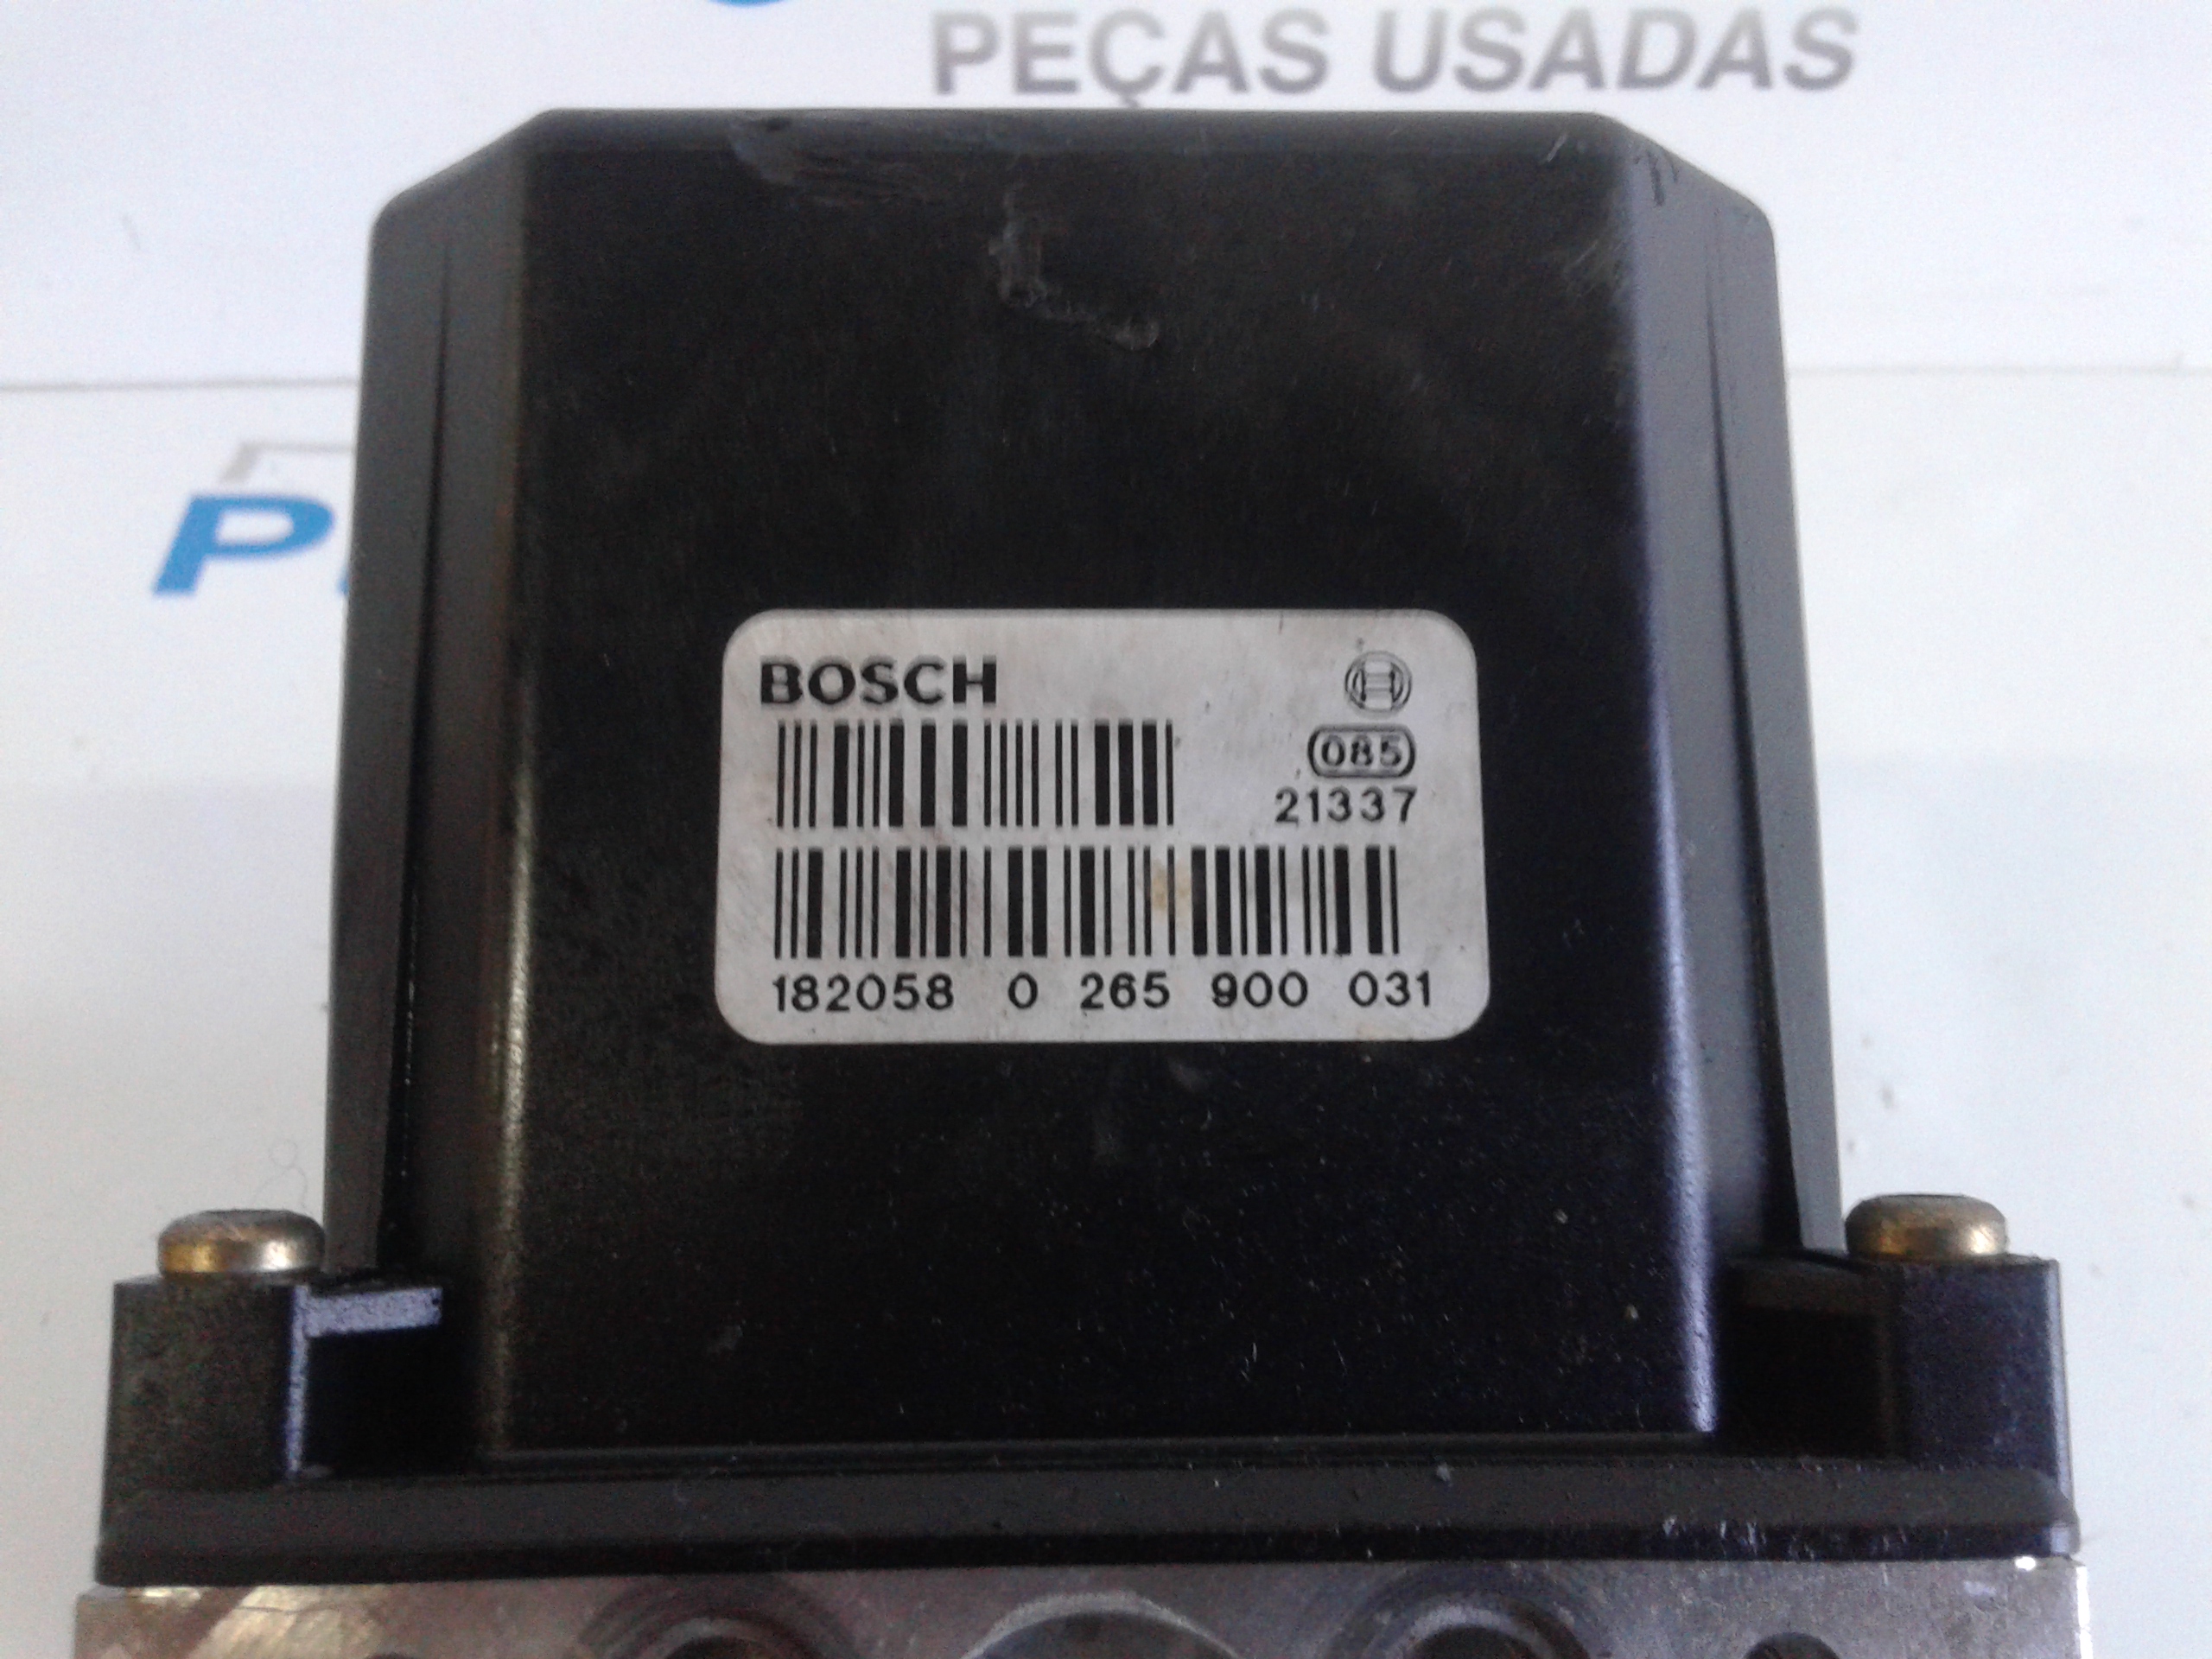 PEÇAS USADAS
P
BOSCH
085
21337
182058 0 265 900 031